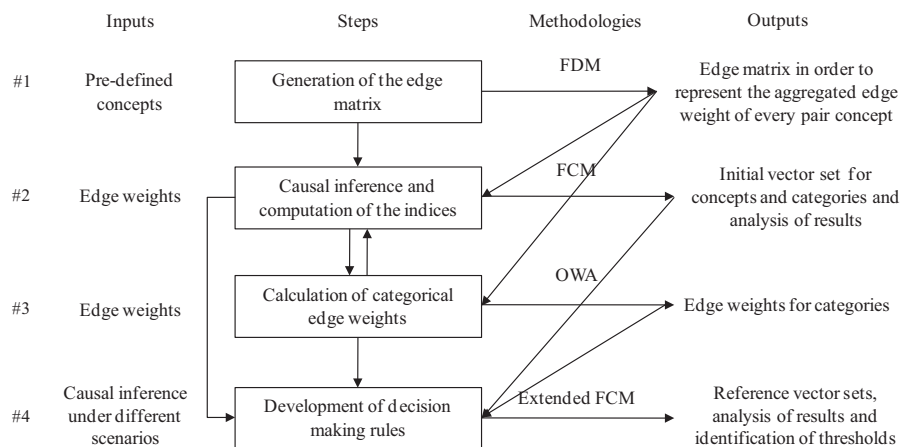 Inputs Steps Methodologies Outputs
#1
Pre-defined
concepts
Generation of the edge
matrix
FDM
Edge matrix in order to
represent the aggregated edge
weight of every pair concept
#2
Edge weights
Causal inference and
computation of the indices
FCM
Initial vector set for
concepts and categories and
analysis of results
#3
Edge weights
Calculation of categorical
edge weights
OWA
Edge weights for categories
#4
Causal inference
under different
scenarios
Development of decision
making rules
Extended FCM
Reference vector sets,
analysis of results and
identification of thresholds